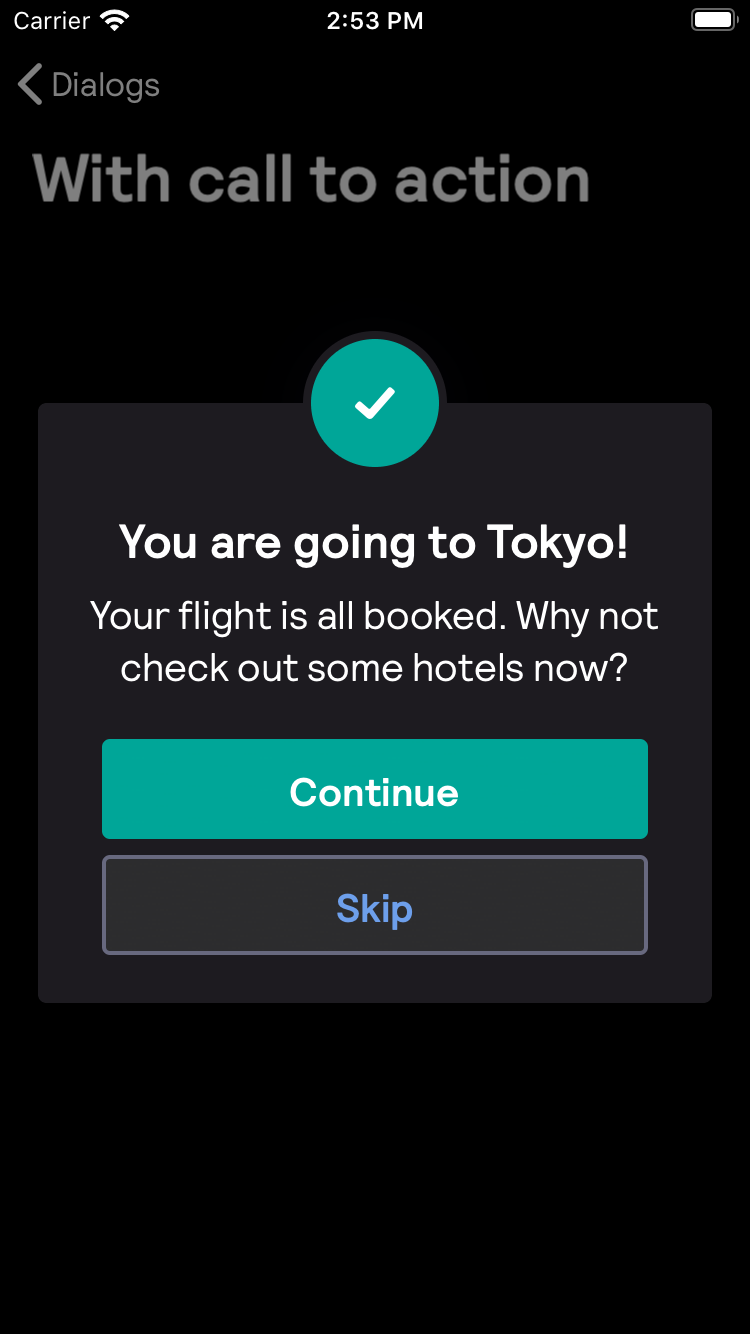 Carrier
2:53 PM
Dialogs
With call to action
You are going to Tokyo!
Your flight is all booked. Why not
check out some hotels now?
Continue
Skip